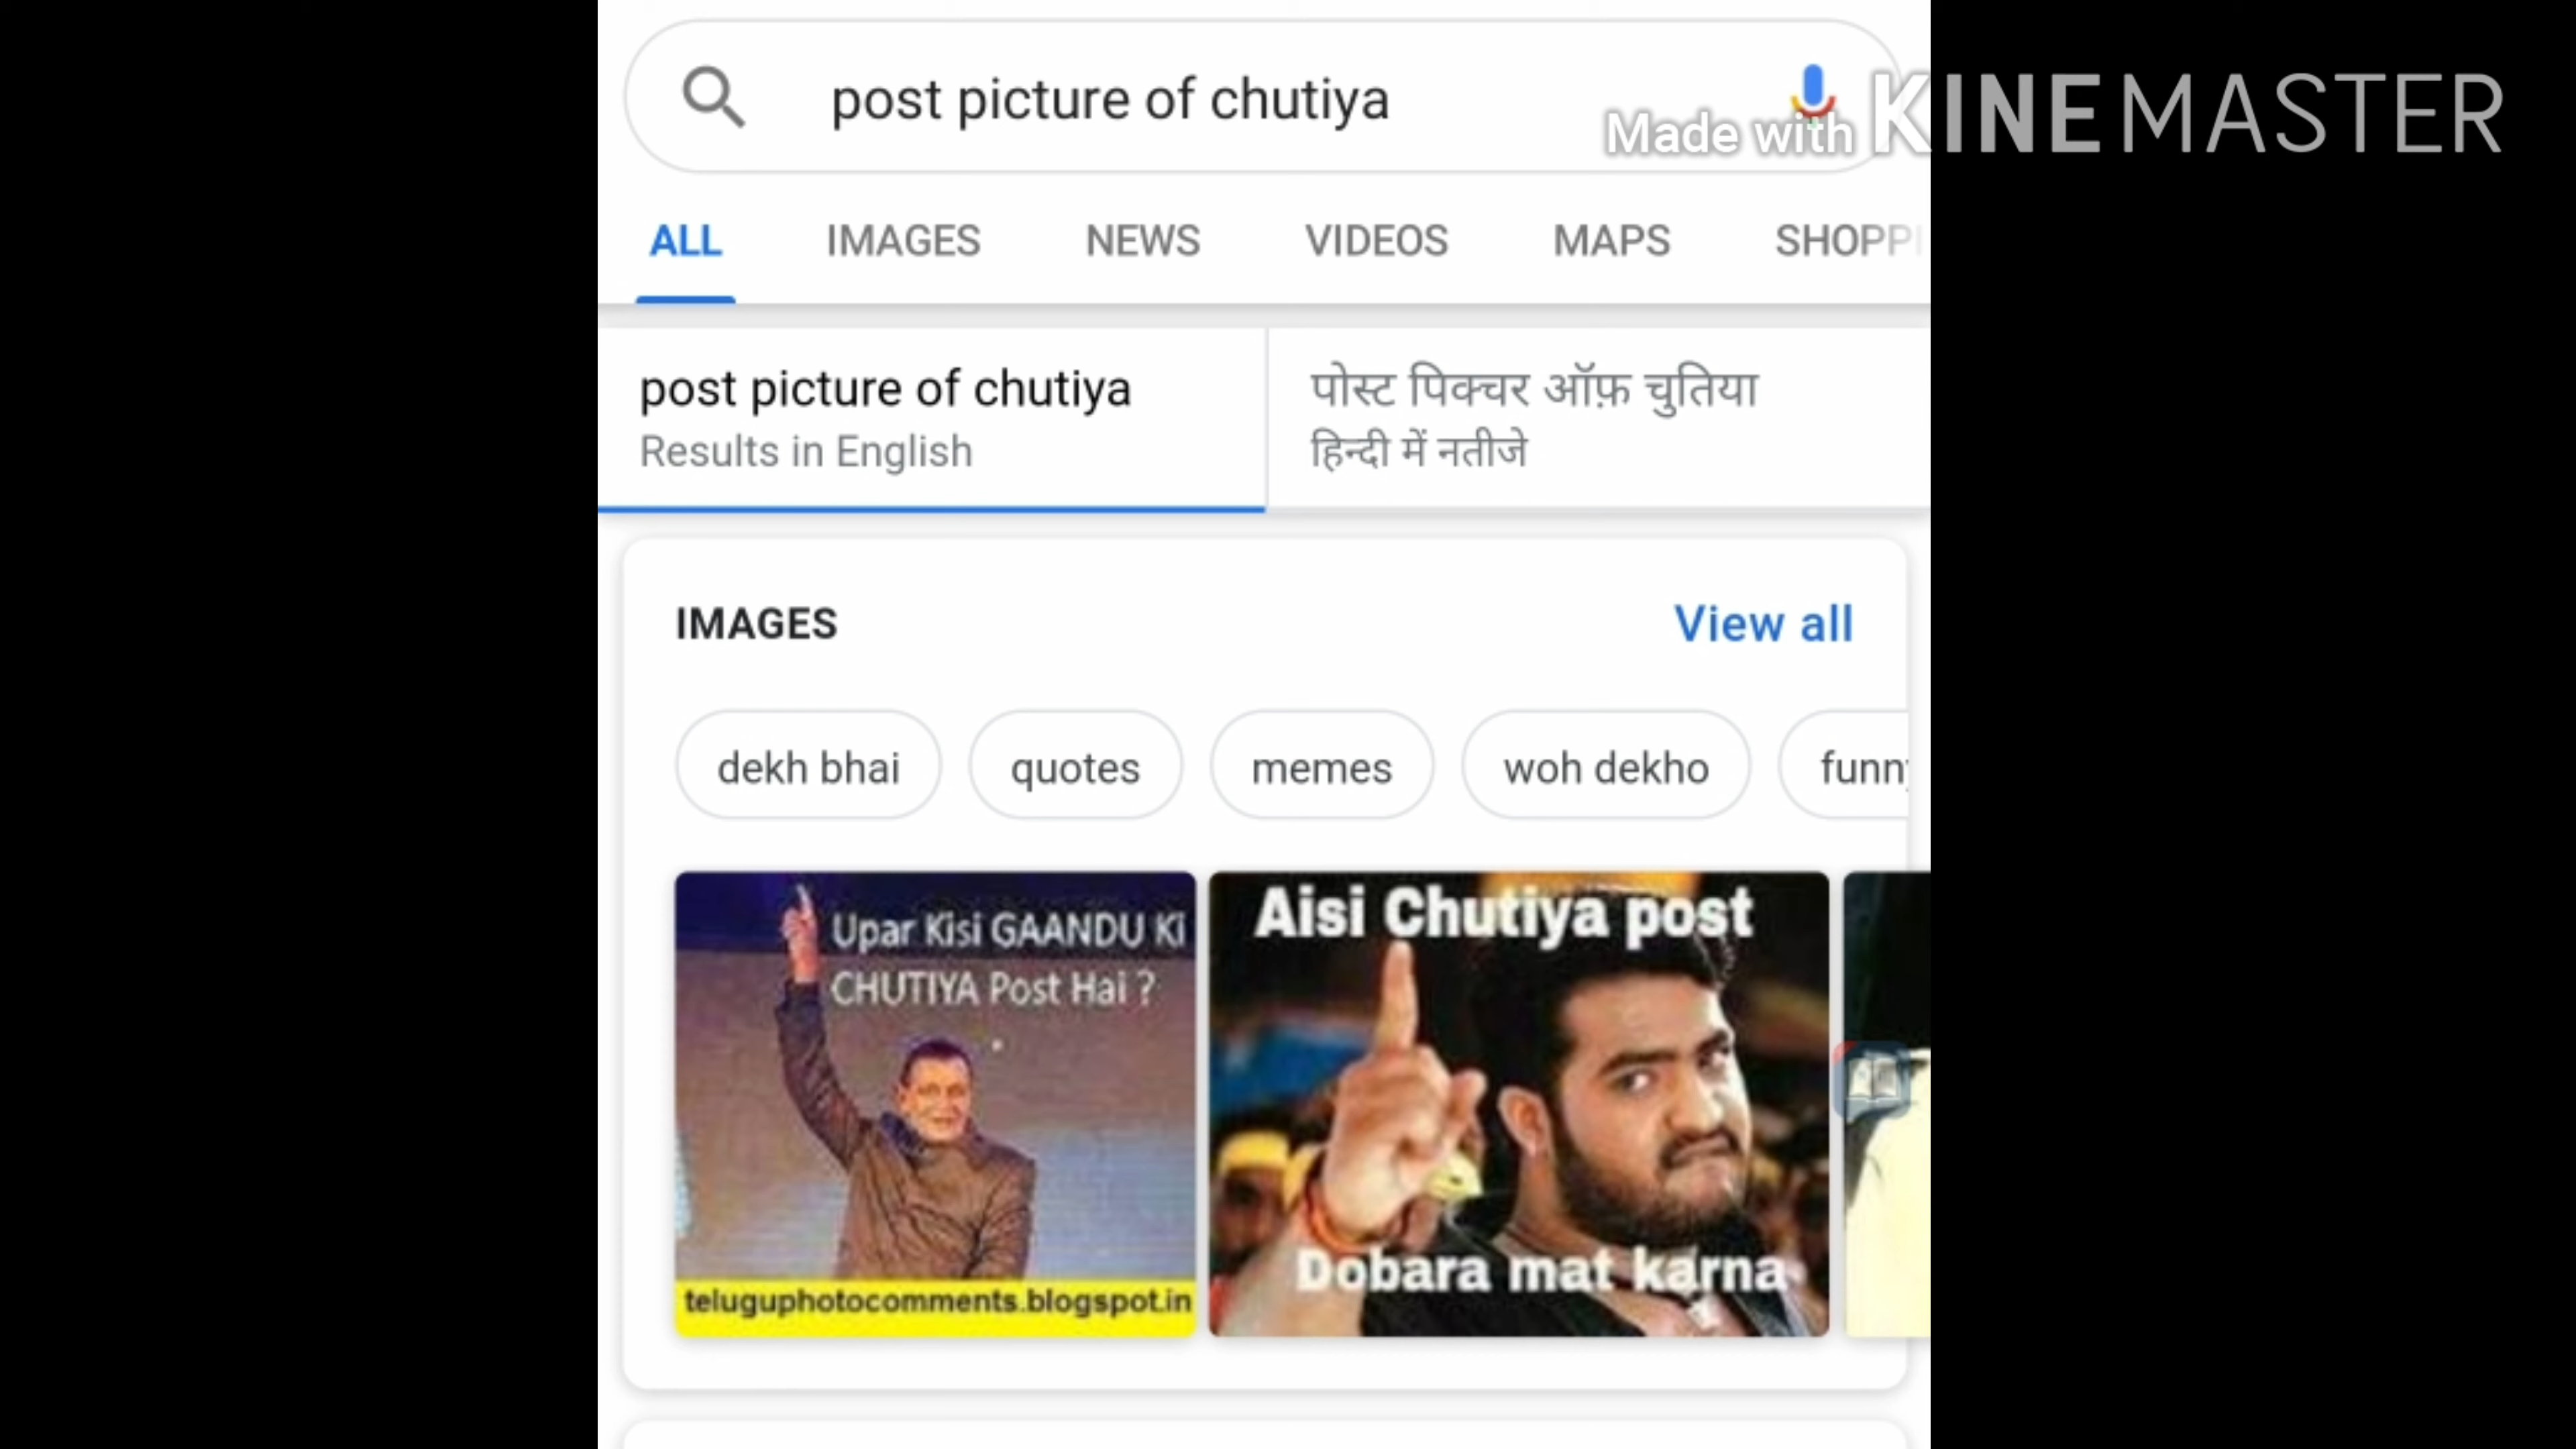 post picture of chutiya
Made with KINEMASTER
ALL IMAGES NEWS VIDEOS MAPS SHOPP
post picture of chutiya
Results in English
पोस्ट पिक्चर ऑफ़ चुतिया
हिन्दी में नतीजे
IMAGES View all
dekh bhai quotes memes woh dekho funny
Upar Kisi GAANDU Ki
CHUTIYA Post Hai ?
teluguphotocomments.blogspot.in
Aisi Chutiya post
Dobara mat karna